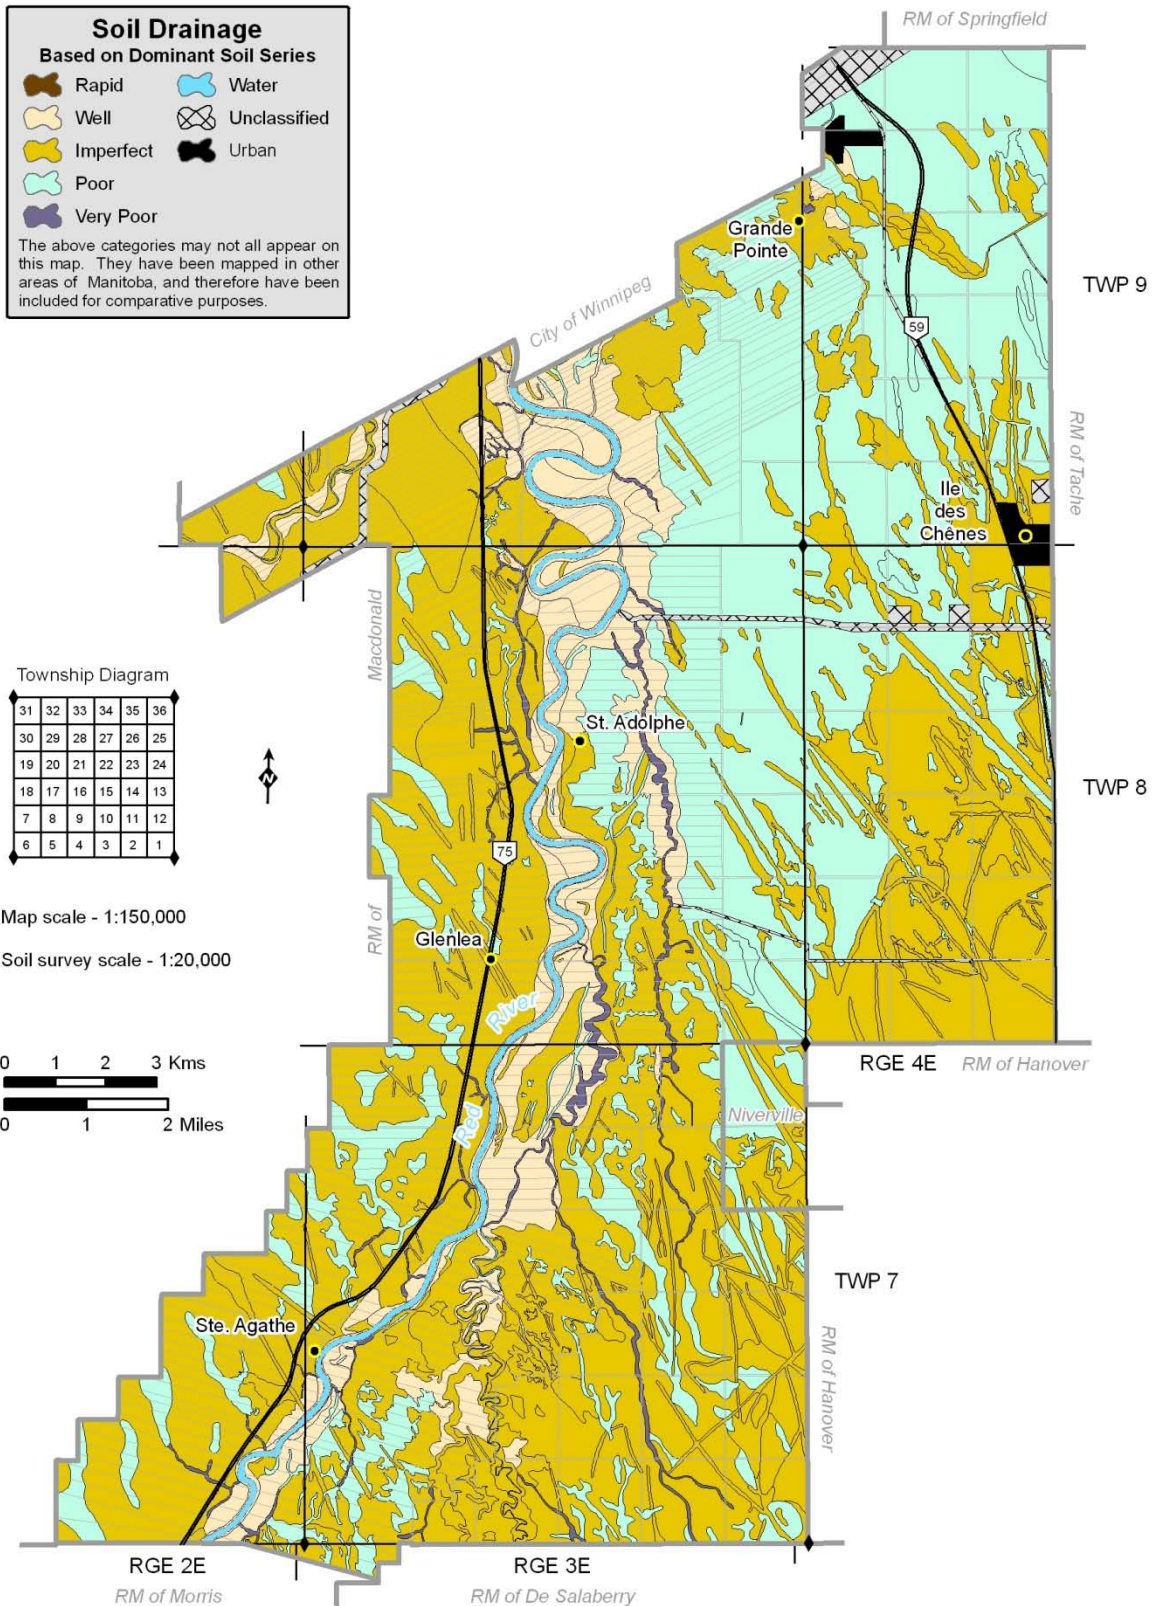 Soil Drainage
Based on Dominant Soil Series
Rapid
Water
Well
Unclassified
Imperfect
Urban
Poor
Very Poor
The above categories may not all appear on
this map. They have been mapped in other
areas of Manitoba, and therefore have been
included for comparative purposes.
RM of Springfield
Grande
Pointe
TWP 9
City of Winnipeg
59
RM of Tache
Ile
des
Chênes
Macdonald
Township Diagram
31 32 33 34 35 36
30 29 28 27 26 25
19 20 21 22 23 24
18 17 16 15 14 13
7 8 9 10 11 12
6 5 4 3 2 1
N
St. Adolphe
TWP 8
75
Map scale - 1:150,000
RM of
Glenlea
Soil survey scale - 1:20,000
River
0 1 2 3 Kms
0 1 2 Miles
RGE 4E
RM of Hanover
Red
Niverville
TWP 7
Ste. Agathe
RM of Hanover
RGE 2E
RGE 3E
RM of Morris
RM of De Salaberry